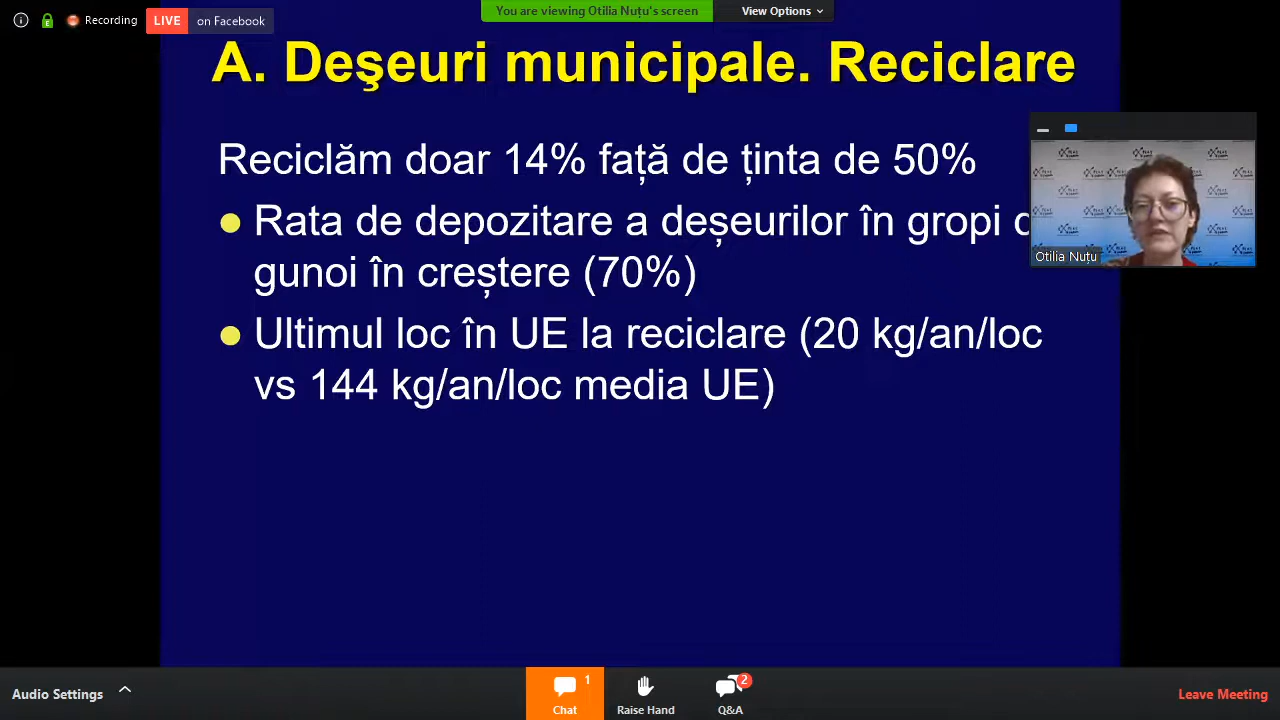 Recording
LIVE on Facebook
You are viewing Otilia Nuțu's screen
View Options
A. Deşeuri municipale. Reciclare
Reciclăm doar 14% față de ținta de 50%
Rata de depozitare a deșeurilor în gropi
gunoi în creștere (70%)
Ultimul loc în UE la reciclare (20 kg/an/loc
vs 144 kg/an/loc media UE)
Otilia Nuțu
Audio Settings
1
Chat
Raise Hand
2
Q&A
Leave Meeting